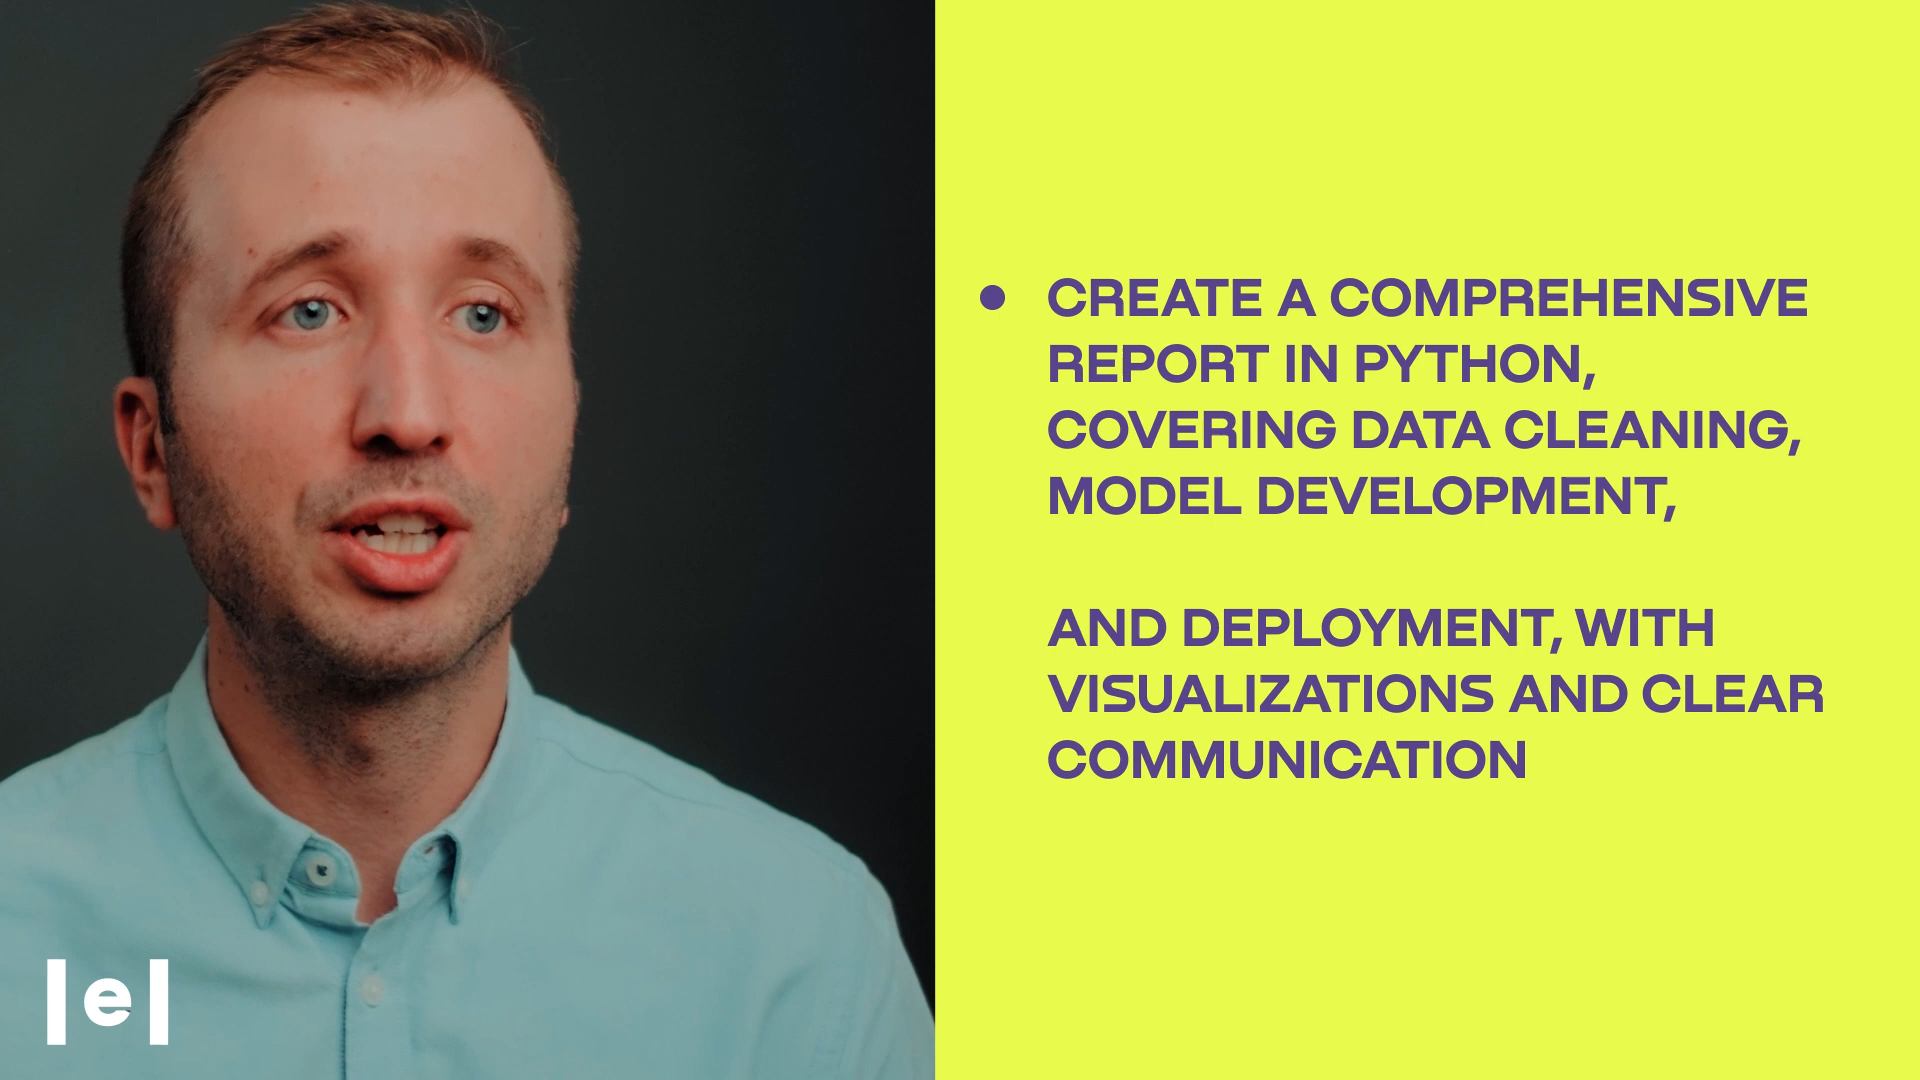 CREATE A COMPREHENSIVE
REPORT IN PYTHON,
COVERING DATA CLEANING,
MODEL DEVELOPMENT,
AND DEPLOYMENT, WITH
VISUALIZATIONS AND CLEAR
COMMUNICATION
|e|